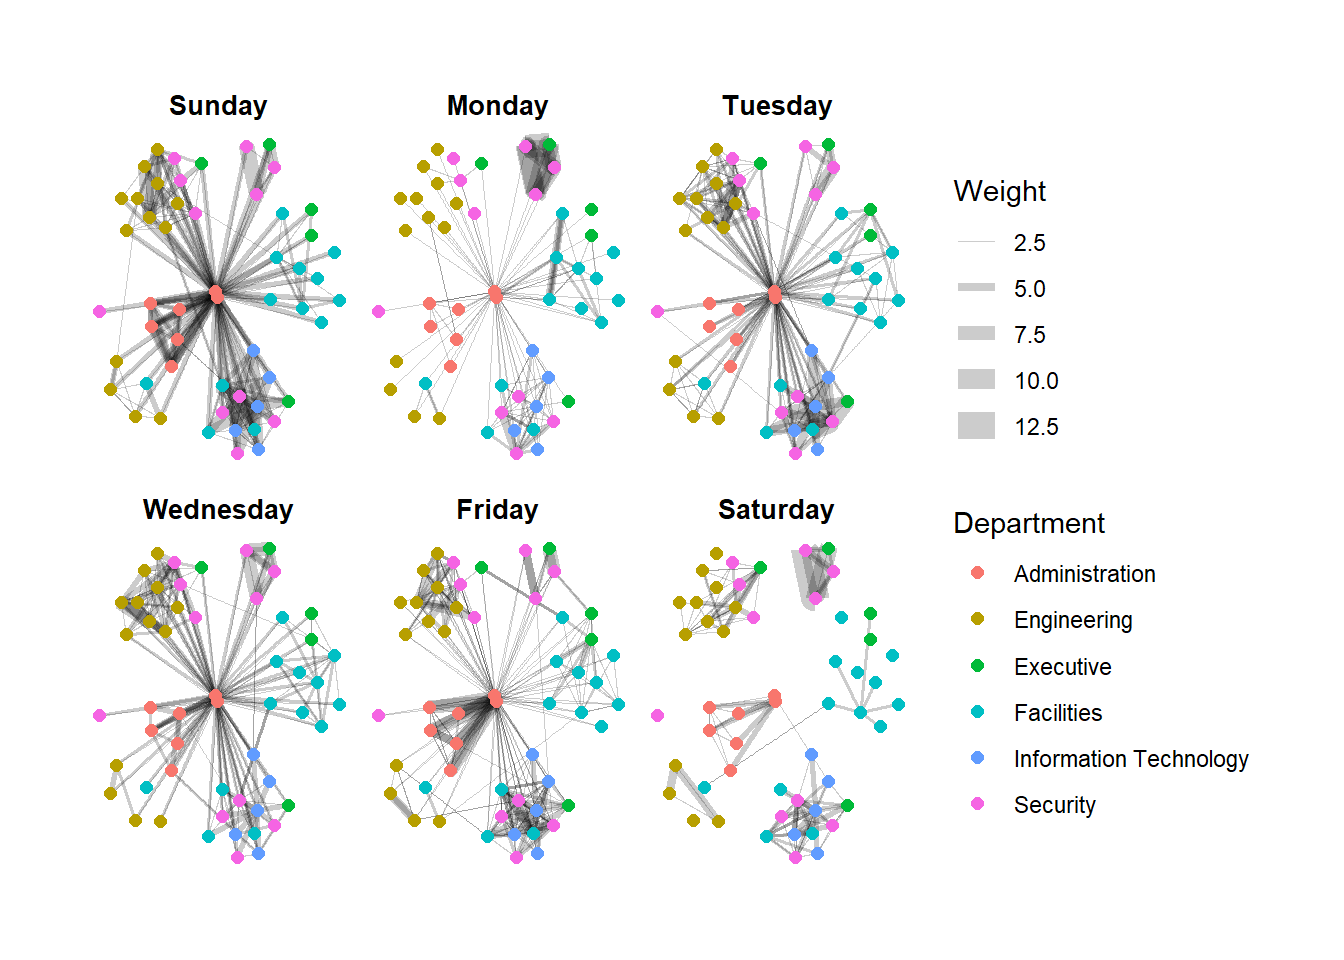 Sunday
Monday
Tuesday
Wednesday
Friday
Saturday
Weight
2.5
5.0
7.5
10.0
12.5
Department
Administration
Engineering
Executive
Facilities
Information Technology
Security